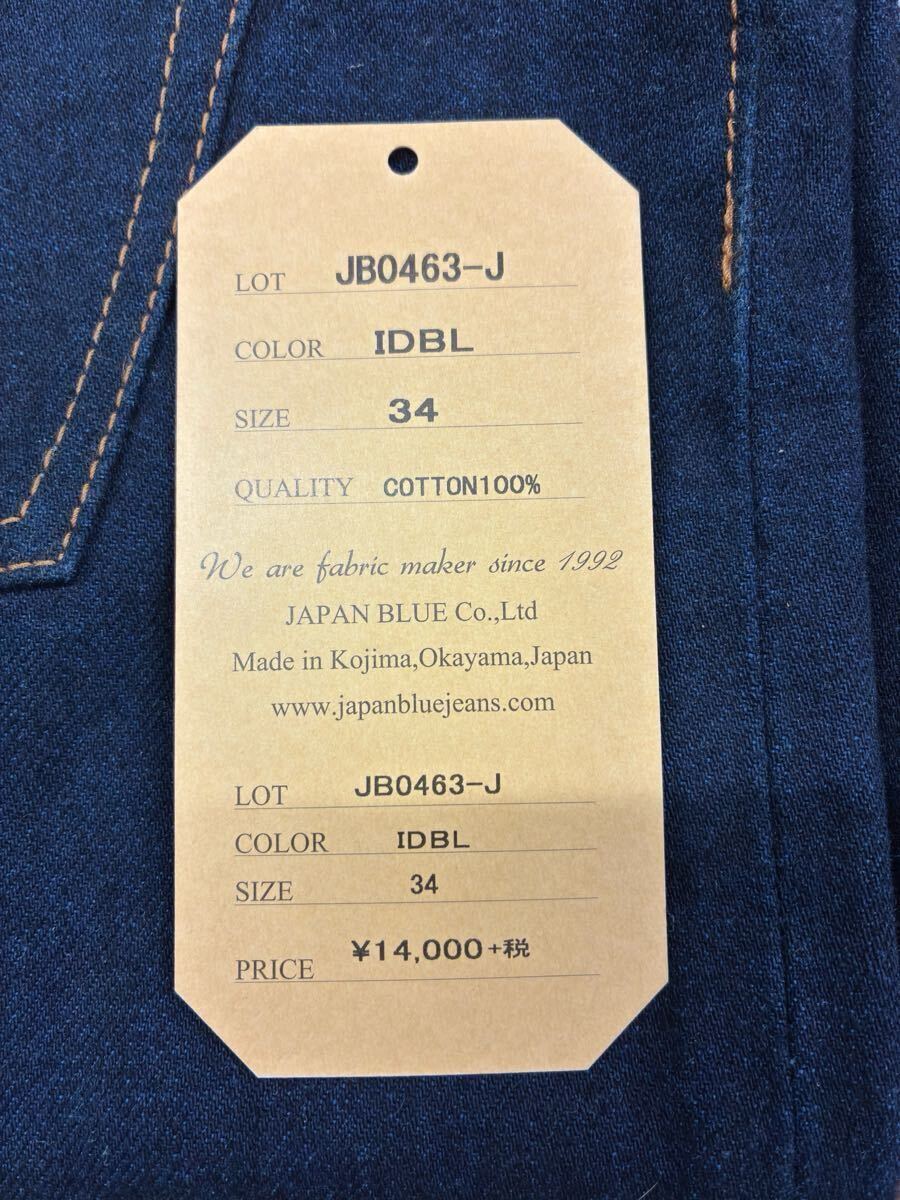 LOT JB0463-J
COLOR IDBL
SIZE 34
QUALITY COTTON100%
We are fabric maker since 1992
JAPAN BLUE Co.,Ltd
Made in Kojima,Okayama,Japan
www.japanbluejeans.com
LOT JB0463-J
COLOR IDBL
SIZE 34
PRICE ¥14,000+税